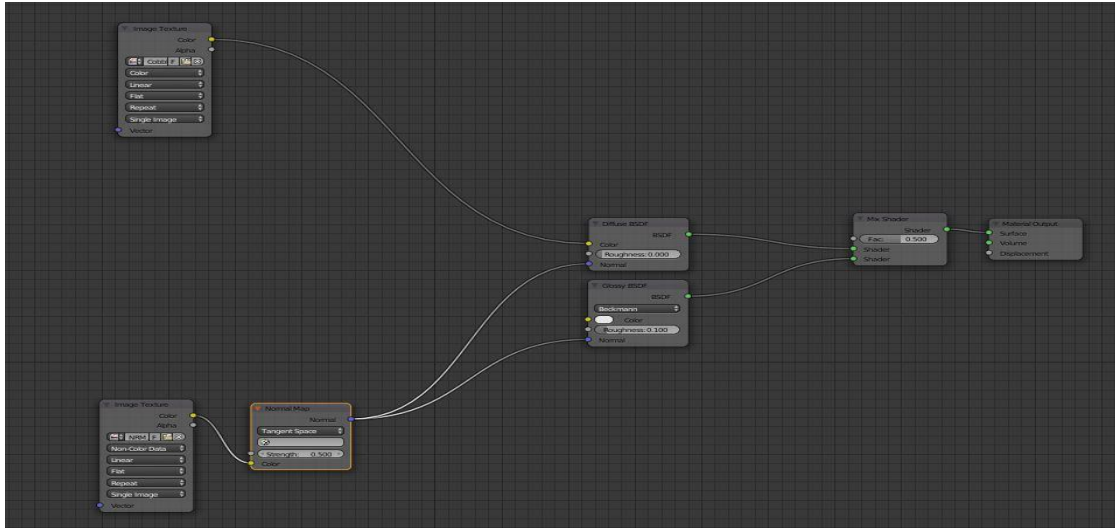 Image Texture
Color
Alpha
Cobb F
Color
Linear
Flat
Repeat
Single Image
Vector
Diffuse BSDF
BSDF
Color
Roughness: 0.000
Normal
Glossy BSDF
BSDF
Beckmann
Color
Roughness: 0.100
Normal
Mix Shader
Shader
Fac: 0.500
Shader
Shader
Material Output
Surface
Volume
Displacement
Image Texture
Color
Alpha
NRM F
Non-Color Data
Linear
Flat
Repeat
Single Image
Vector
Normal Map
Normal
Tangent Space
Strength: 0.500
Color